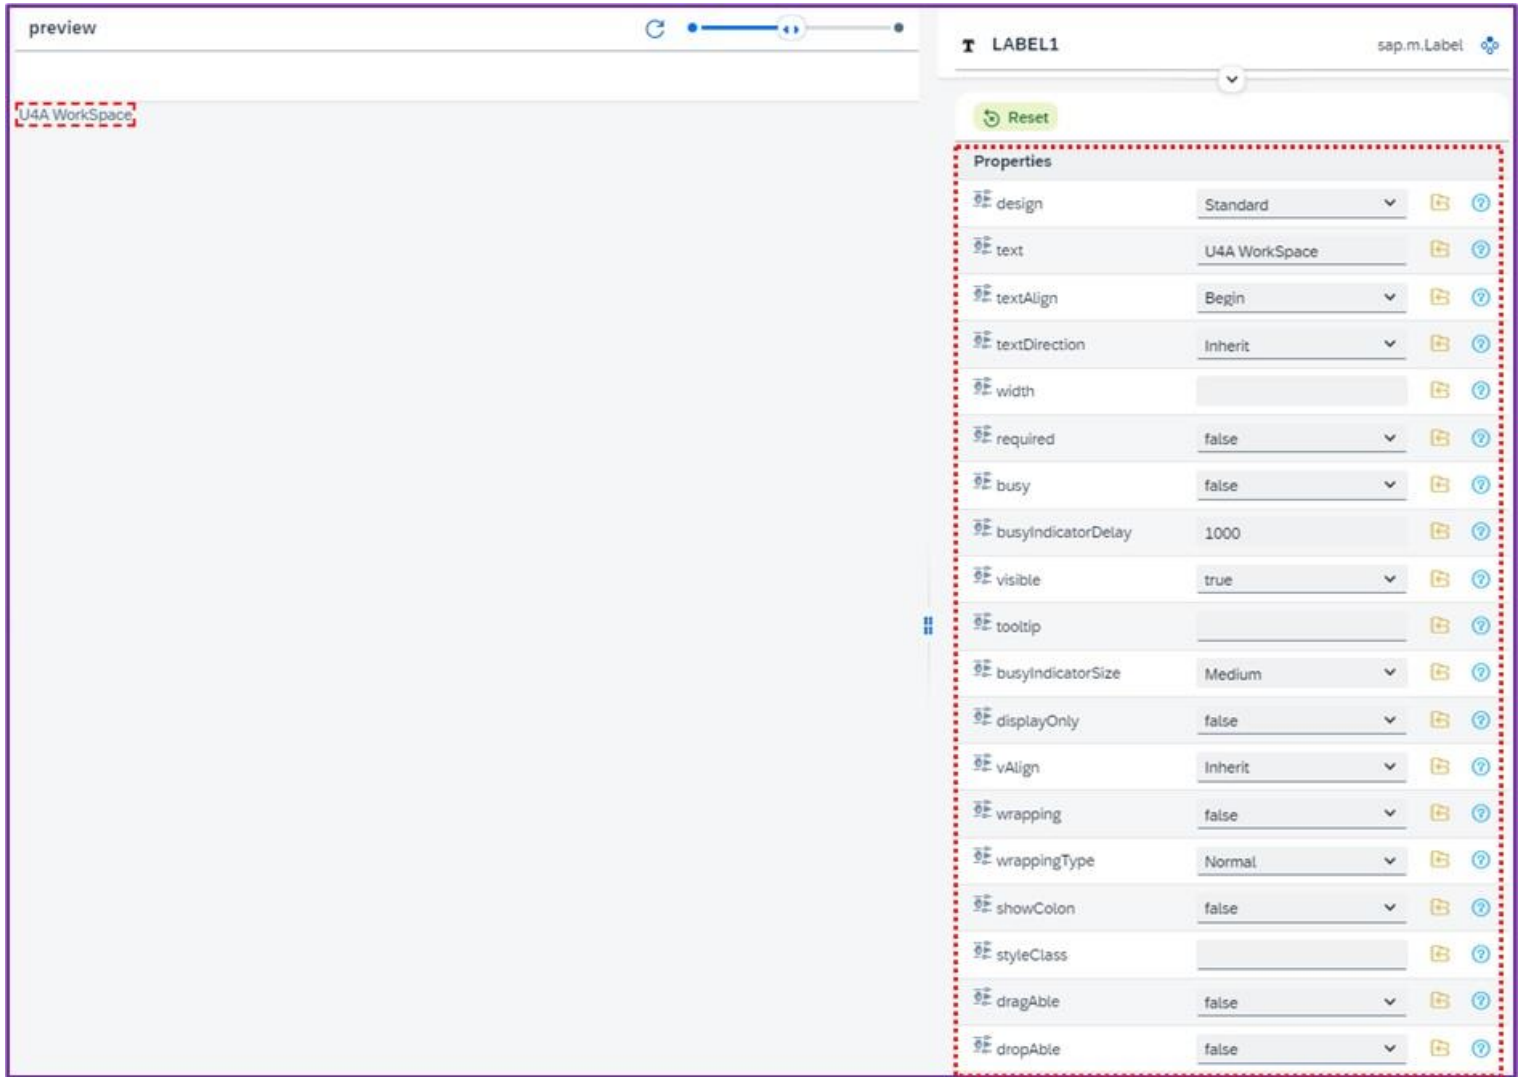 preview
LABEL1 sap.m.Label
U4A WorkSpace
Reset
Properties
design Standard
text U4A WorkSpace
textAlign Begin
textDirection Inherit
width
required false
busy false
busyIndicatorDelay 1000
visible true
tooltip
busyIndicatorSize Medium
displayOnly false
vAlign Inherit
wrapping false
wrappingType Normal
showColon false
styleClass
dragAble false
dropAble false